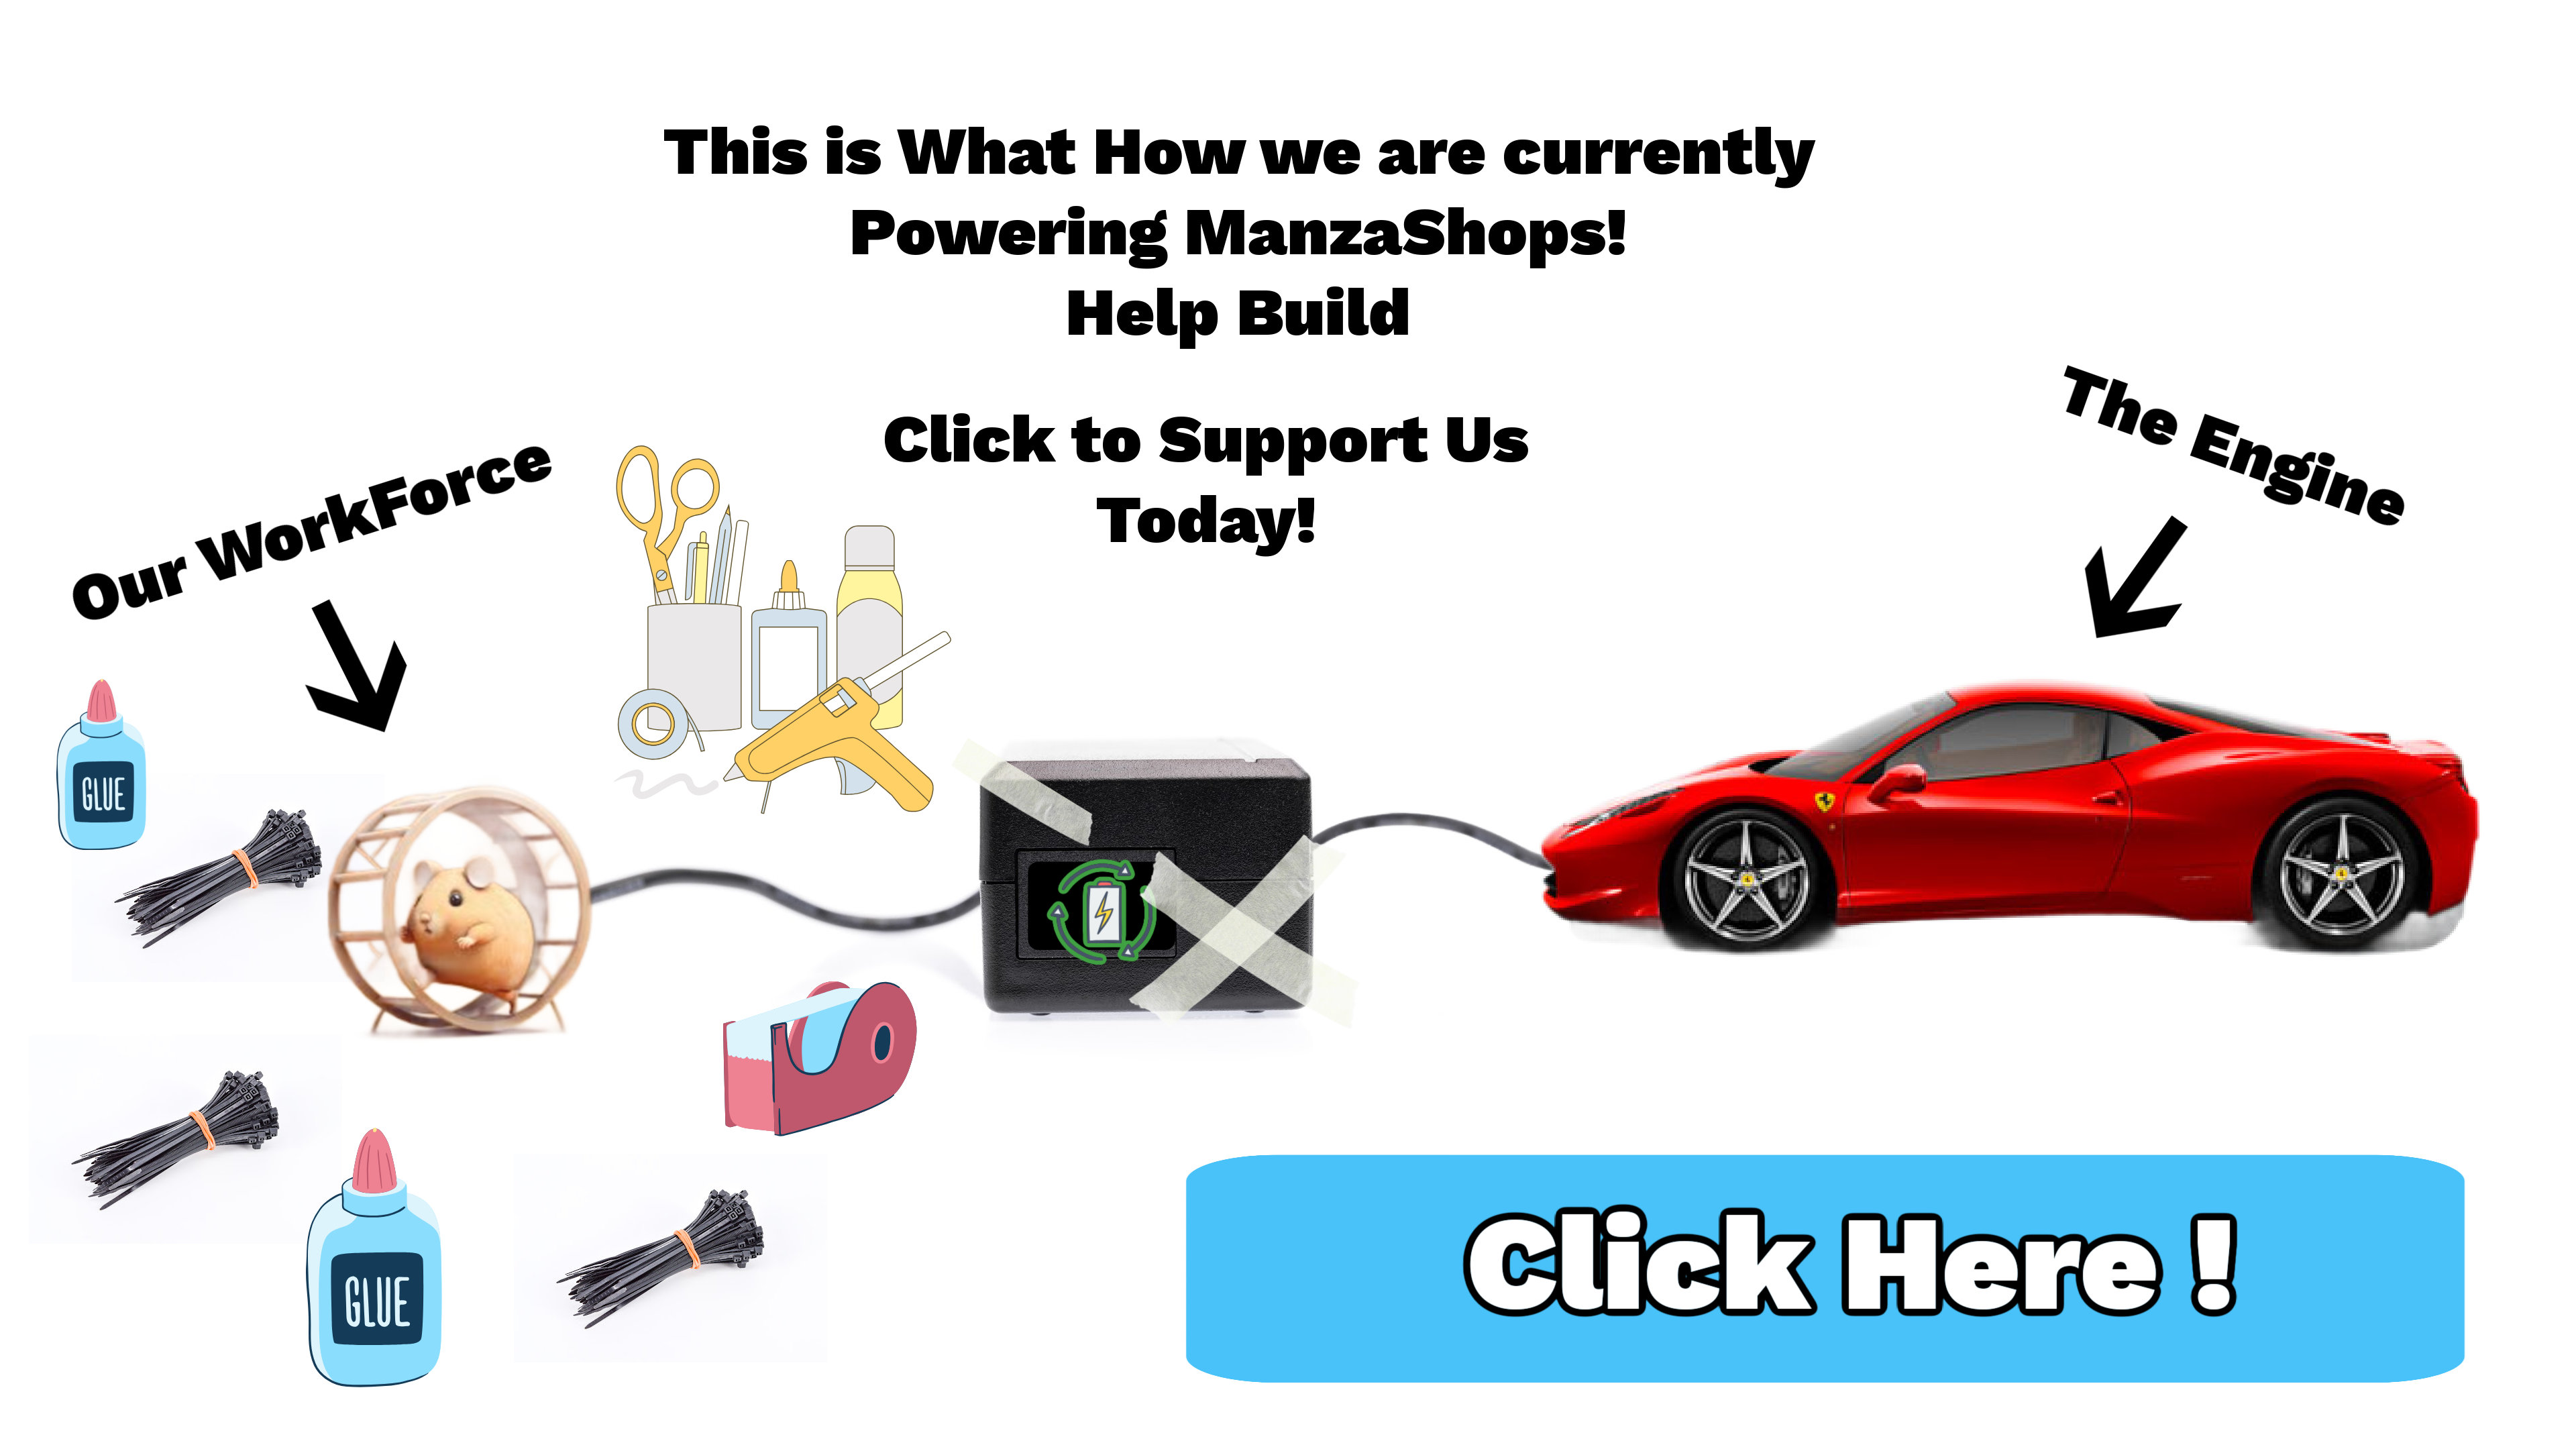 This is What How we are currently
Powering ManzaShops!
Help Build
Click to Support Us
Today!
The Engine
Our WorkForce
GLUE
GLUE
Click Here !